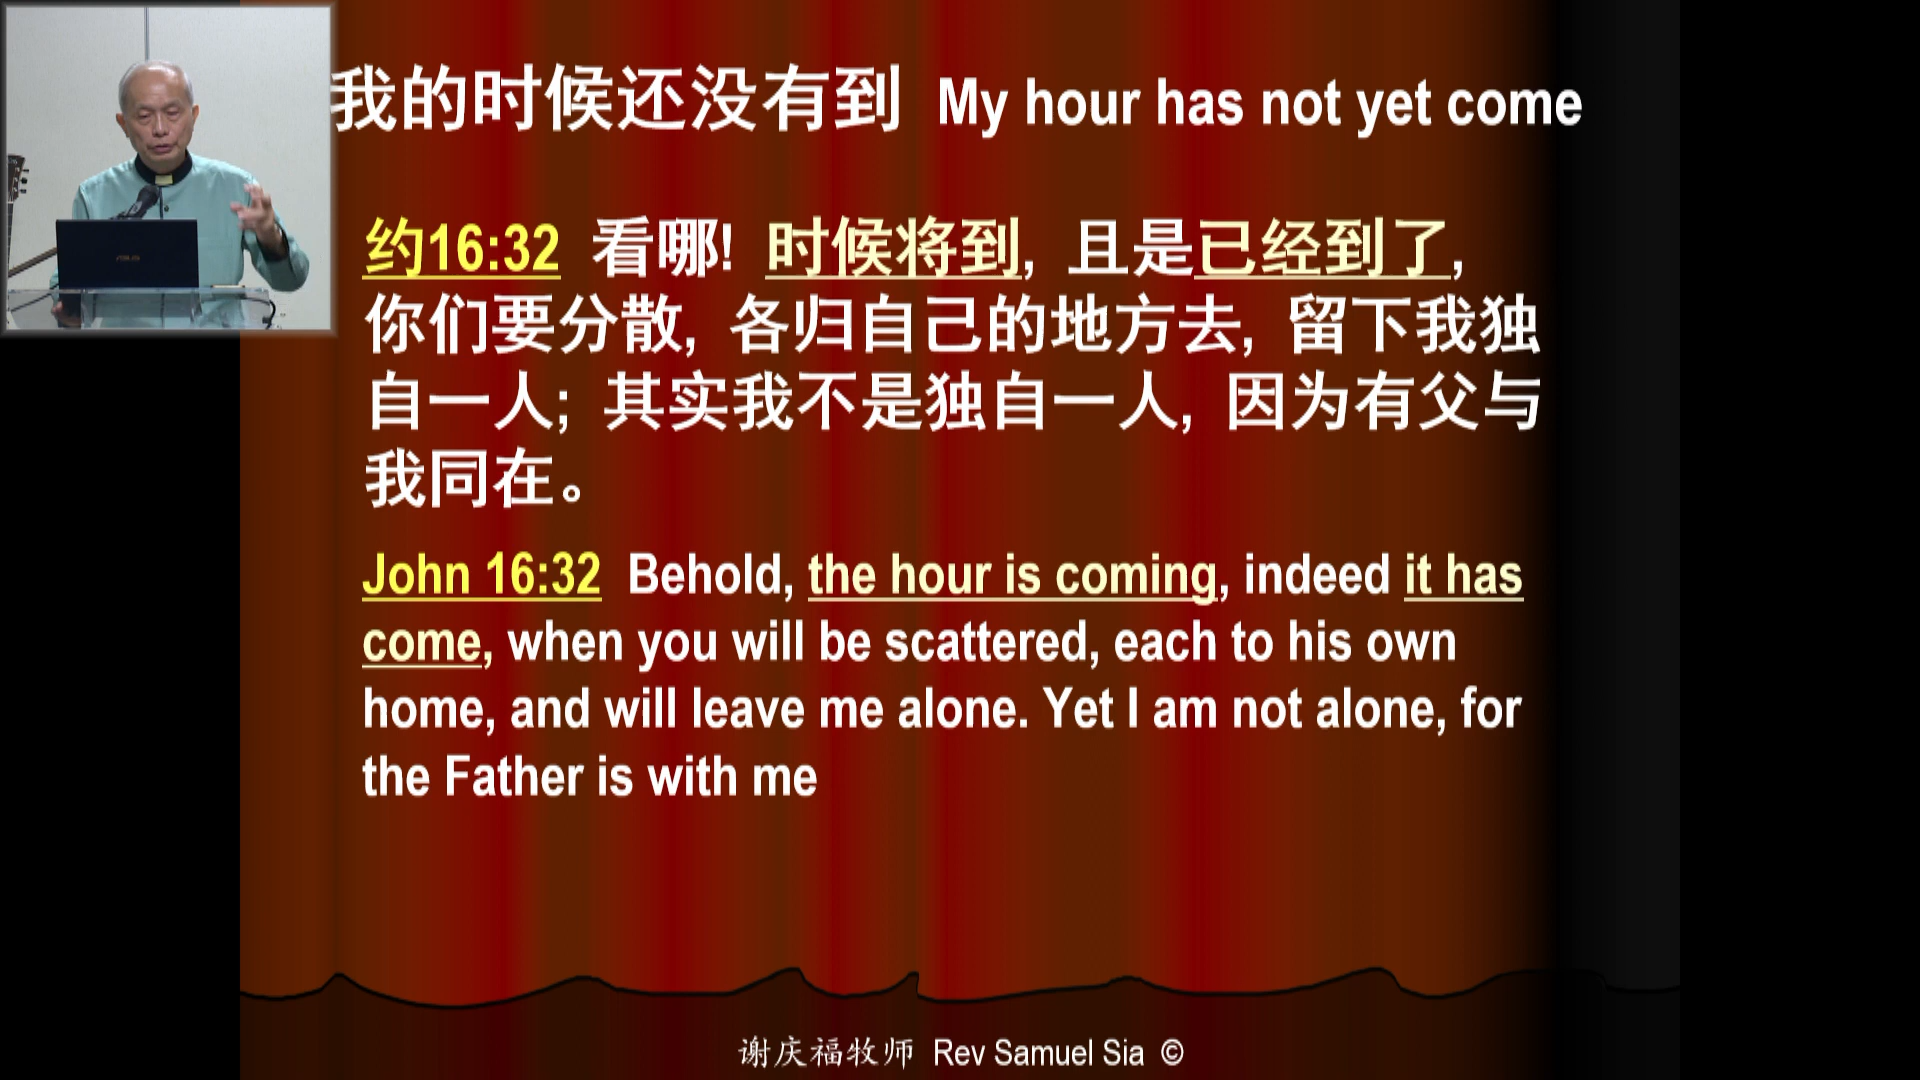 我的时候还没有到 My hour has not yet come
约16:32 看哪! 时候将到, 且是已经到了,
你们要分散, 各归自己的地方去, 留下我独
自一人; 其实我不是独自一人, 因为有父与
我同在。
John 16:32 Behold, the hour is coming, indeed it has
come, when you will be scattered, each to his own
home, and will leave me alone. Yet I am not alone, for
the Father is with me
谢庆福牧师 Rev Samuel Sia ©